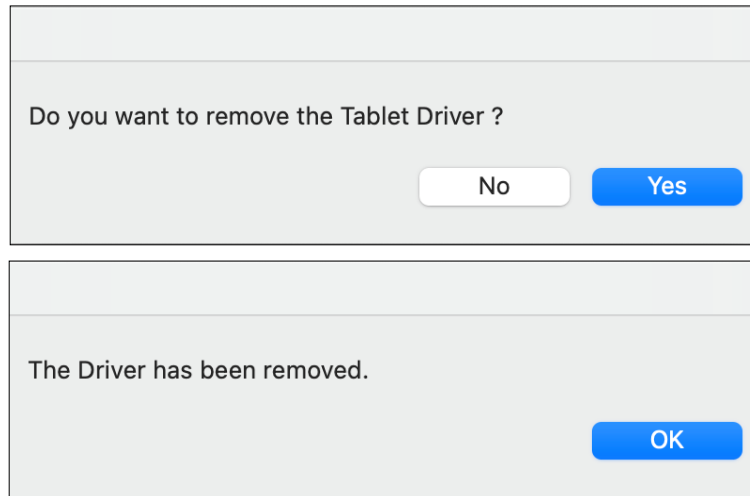 Do you want to remove the Tablet Driver ?
No Yes
The Driver has been removed.
OK